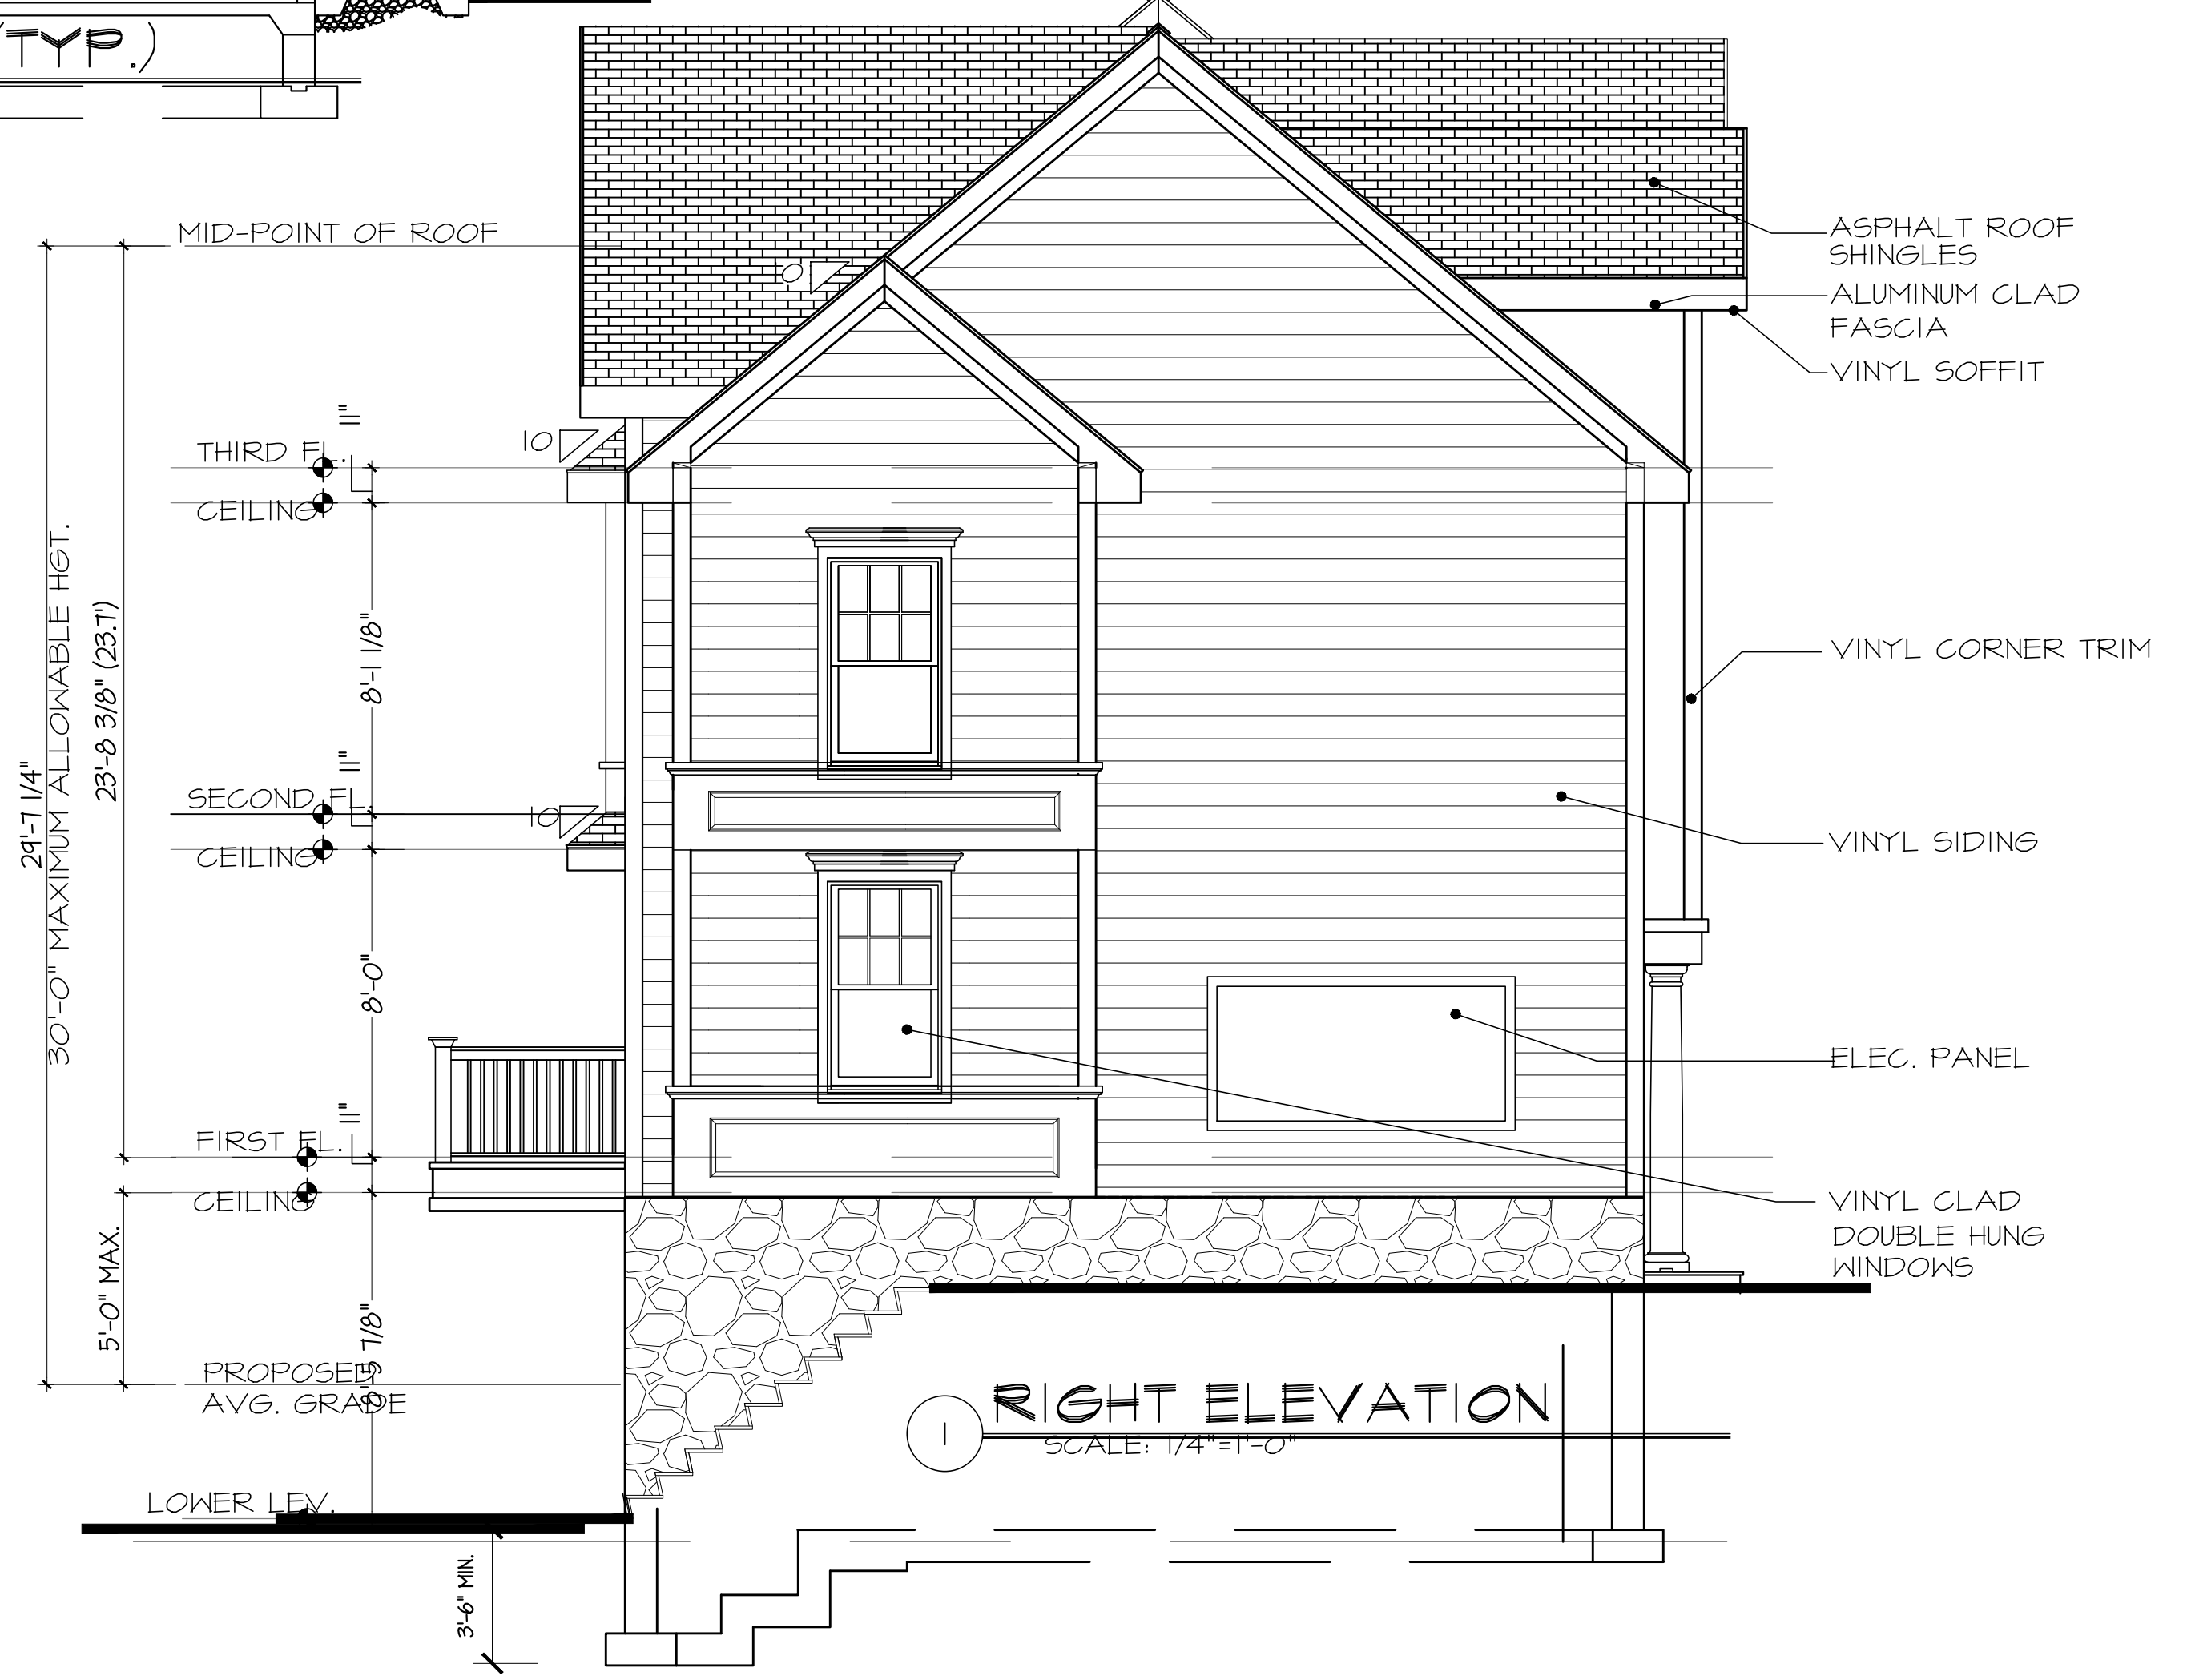 (TYP.)
MID-POINT OF ROOF
ASPHALT ROOF
SHINGLES
ALUMINUM CLAD
FASCIA
VINYL SOFFIT
11"
10
THIRD FL.
CEILING
30'-0" MAXIMUM ALLOWABLE HGT.
29'-7 1/4"
23'-8 3/8" (23.7')
8'-1 1/8"
VINYL CORNER TRIM
11"
SECOND FL.
10
CEILING
VINYL SIDING
8'-0"
ELEC. PANEL
11"
FIRST FL.
CEILING
VINYL CLAD
DOUBLE HUNG
WINDOWS
5'-0" MAX.
PROPOSED
AVG. GRADE
1
RIGHT ELEVATION
SCALE: 1/4"=1'-0"
LOWER LEV.
3'-6" MIN.